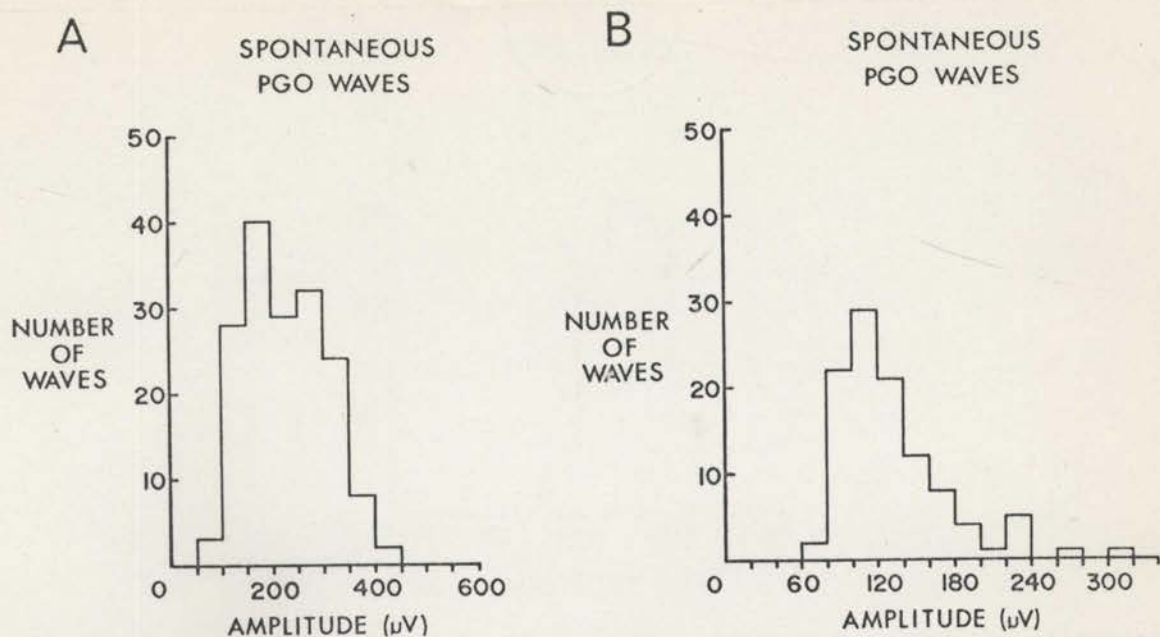 A
SPONTANEOUS
PGO WAVES
50
40
30
20
10
NUMBER
OF
WAVES
0 200 400 600
AMPLITUDE (µV)
B
SPONTANEOUS
PGO WAVES
50
40
30
20
10
NUMBER
OF
WAVES
0 60 120 180 240 300
AMPLITUDE (µV)